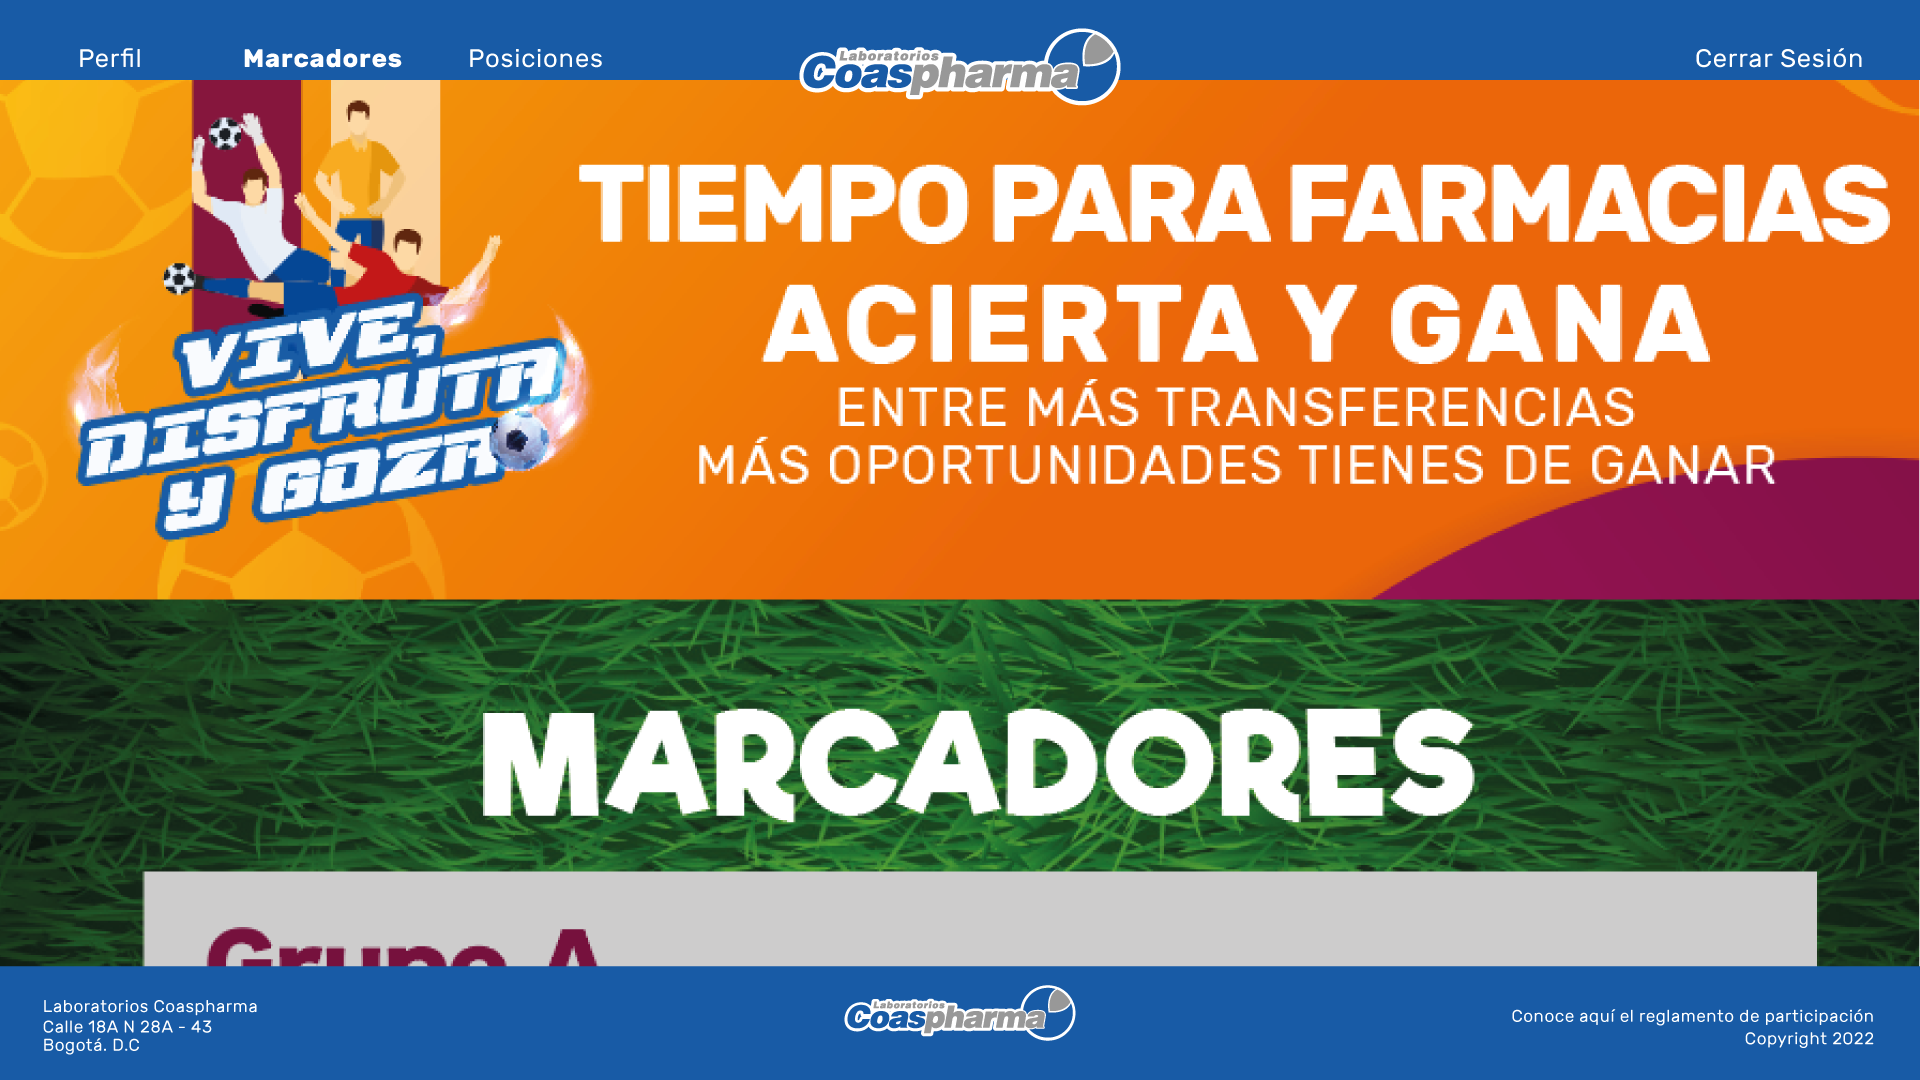 Perfil
Marcadores
Posiciones
Laboratorios
Coaspharma
Cerrar Sesión
VIVE,
DISFRUTA
Y GOZA
TIEMPO PARA FARMACIAS
ACIERTA Y GANA
ENTRE MÁS TRANSFERENCIAS
MÁS OPORTUNIDADES TIENES DE GANAR
MARCADORES
Grupo A
Laboratorios Coaspharma
Calle 18A N 28A - 43
Bogotá. D.C
Laboratorios
Coaspharma
Conoce aquí el reglamento de participación
Copyright 2022